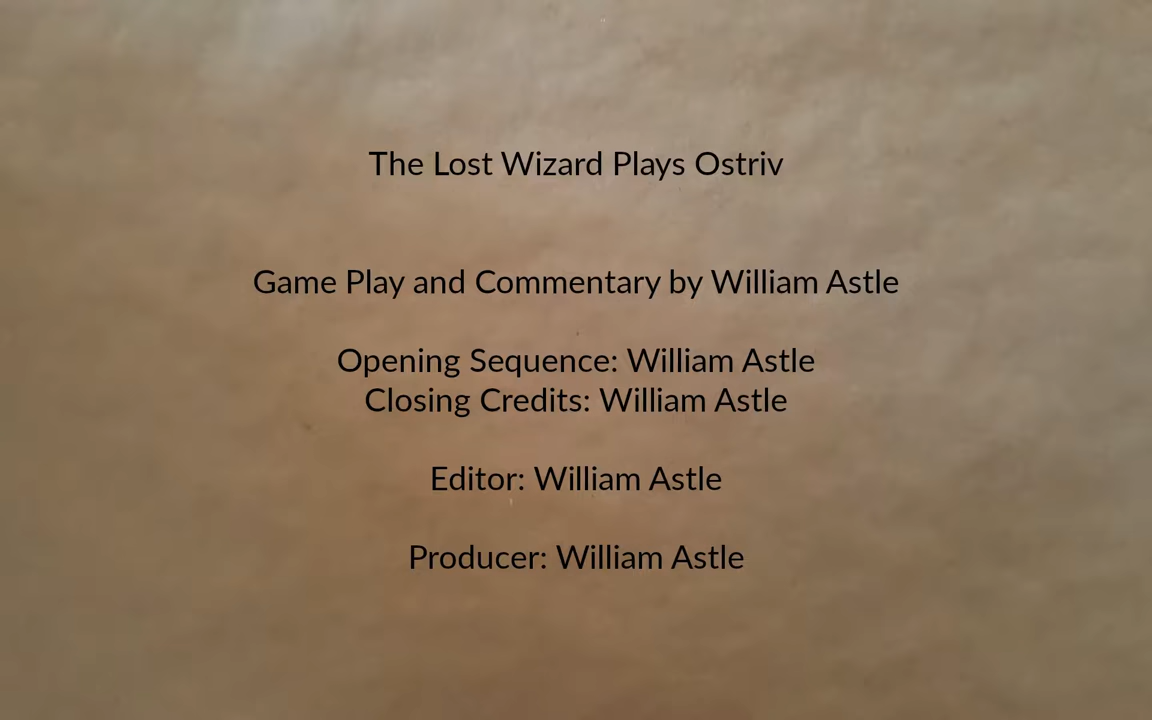 The Lost Wizard Plays Ostriv
Game Play and Commentary by William Astle
Opening Sequence: William Astle
Closing Credits: William Astle
Editor: William Astle
Producer: William Astle